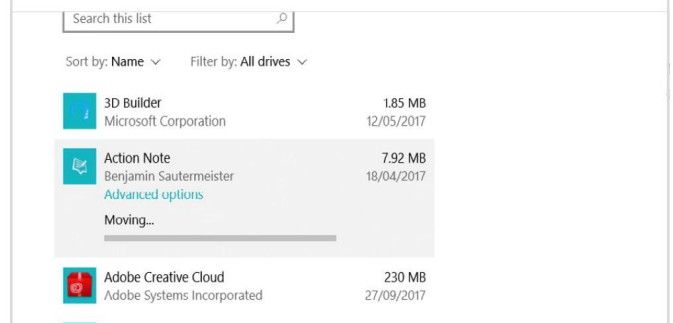 Search this list
Sort by: Name Filter by: All drives
3D Builder 1.85 MB
Microsoft Corporation 12/05/2017
Action Note 7.92 MB
Benjamin Sautermeister 18/04/2017
Advanced options
Moving...
Adobe Creative Cloud 230 MB
Adobe Systems Incorporated 27/09/2017